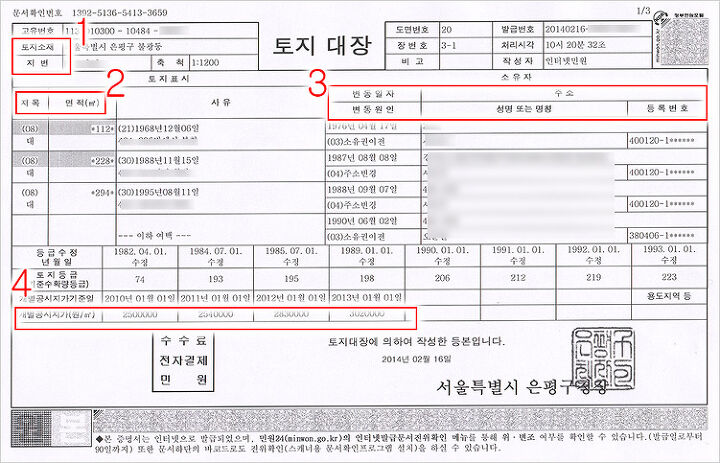 문서확인번호 1392-5136-5413-3659
1/3
고유번호 10300 - 10484 -
토지 대장
도면번호 20 발급번호 20140216-
토지소재 서울특별시 은평구 불광동
장번호 3-1 처리시각 10시 20분 32초
지번 축척 1:1200
비고 작성자 인터넷민원
1
2
3
4
토지표시 소유자
지목 면적(㎡) 사유
변동일자 주소
변동원인 성명 또는 명칭 등록번호
(08) *112* (21)1968년12월06일
대
1976년 04월 17일
(03)소유권이전 400120-1******
(08) *228* (30)1988년11월15일
대
1987년 08월 08일
(04)주소변경 400120-1******
(08) *294* (30)1995년08월11일
대
1988년 09월 07일
(04)주소변경 400120-1******
1990년 06월 02일
--- 이하 여백 ---
(03)소유권이전 380406-1******
등급수정 년월일 1982. 04. 01. 수정 1984. 07. 01. 수정 1985. 07. 01. 수정 1989. 01. 01. 수정 1990. 01. 01. 수정 1991. 01. 01. 수정 1992. 01. 01. 수정 1993. 01. 01. 수정
토지등급 (기준수확량등급) 74 193 195 198 206 212 219 223
개별공시지가기준일 2010년 01월 01일 2011년 01월 01일 2012년 01월 01일 2013년 01월 01일 용도지역 등
개별공시지가(원/㎡) 2500000 2540000 2830000 3020000
수수료
전자결제
민원
토지대장에 의하여 작성한 등본입니다.
2014년 02월 16일
서울특별시 은평구청장
◆본 증명서는 인터넷으로 발급되었으며, 민원24(minwon.go.kr)의 인터넷발급문서진위확인 메뉴를 통해 위·변조 여부를 확인할 수 있습니다.(발급일로부터
90일까지) 또한 문서하단의 바코드로도 진위확인(스캐너용 문서확인프로그램 설치)을 하실 수 있습니다.